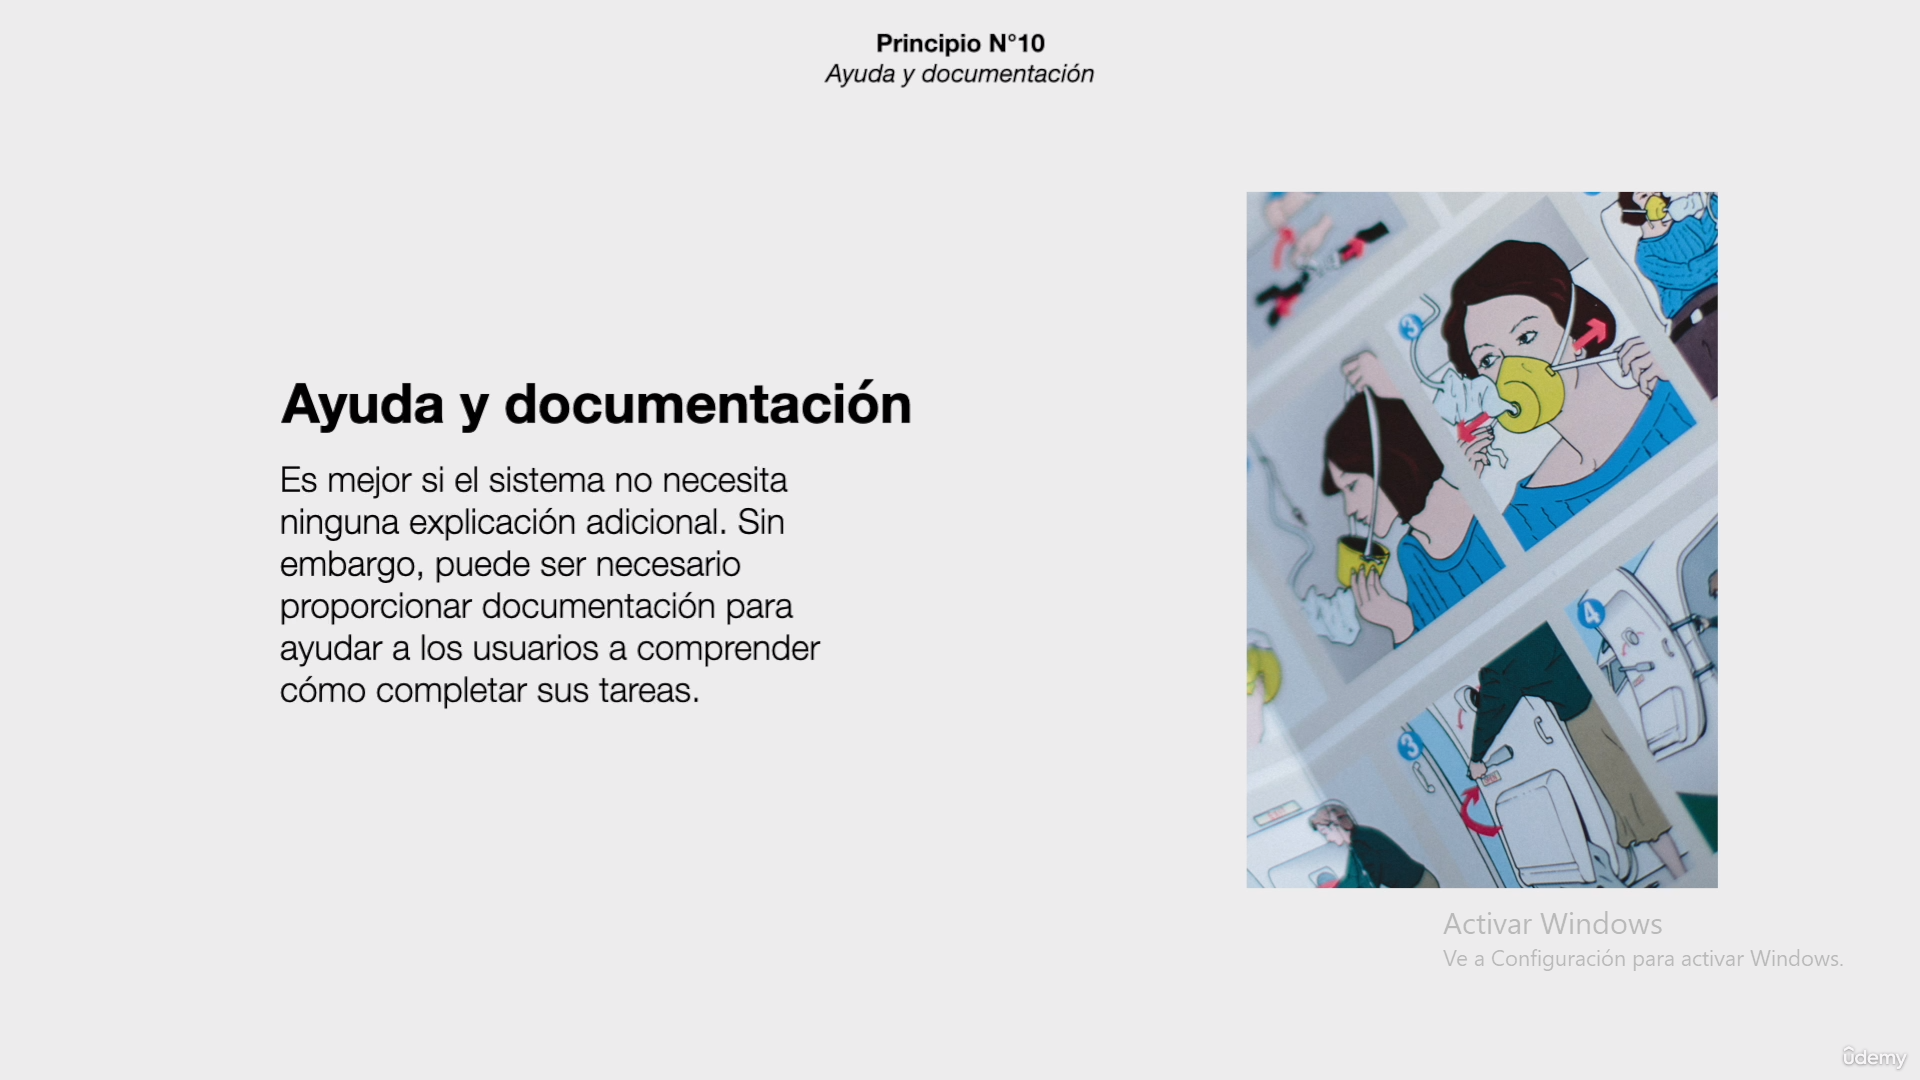 Principio N°10
Ayuda y documentación
Ayuda y documentación
Es mejor si el sistema no necesita
ninguna explicación adicional. Sin
embargo, puede ser necesario
proporcionar documentación para
ayudar a los usuarios a comprender
cómo completar sus tareas.
3
4
3
Activar Windows
Ve a Configuración para activar Windows.
ûdemy